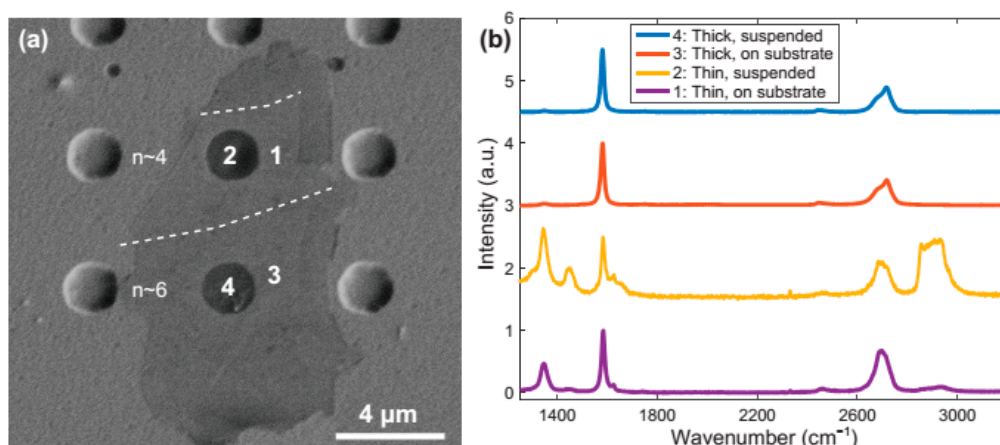 (a)
2
1
n~4
n~6
4
3
4 μm
(b)
6
5
4
3
2
1
0
Intensity (a.u.)
4: Thick, suspended
3: Thick, on substrate
2: Thin, suspended
1: Thin, on substrate
1400 1800 2200 2600 3000
Wavenumber (cm⁻¹)